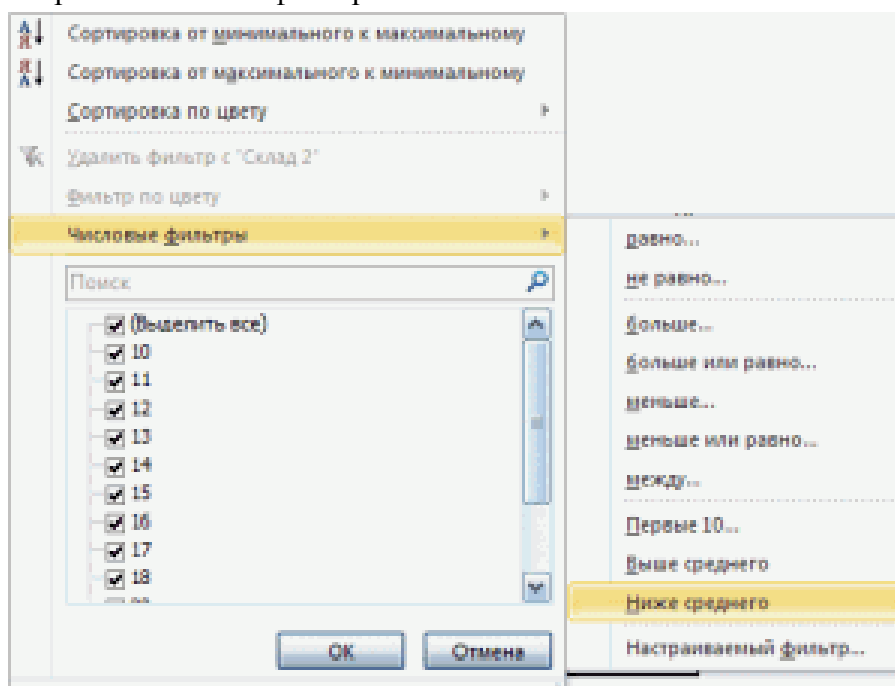 Сортировка от минимального к максимальному
Сортировка от максимального к минимальному
Сортировка по цвету
Удалить фильтр с "Склад 2"
Фильтр по цвету
Числовые фильтры
Поиск
(Выделить все)
10
11
12
13
14
15
16
17
18
ОК
Отмена
равно...
не равно...
больше...
больше или равно...
меньше...
меньше или равно...
между...
Первые 10...
Выше среднего
Ниже среднего
Настраиваемый фильтр...